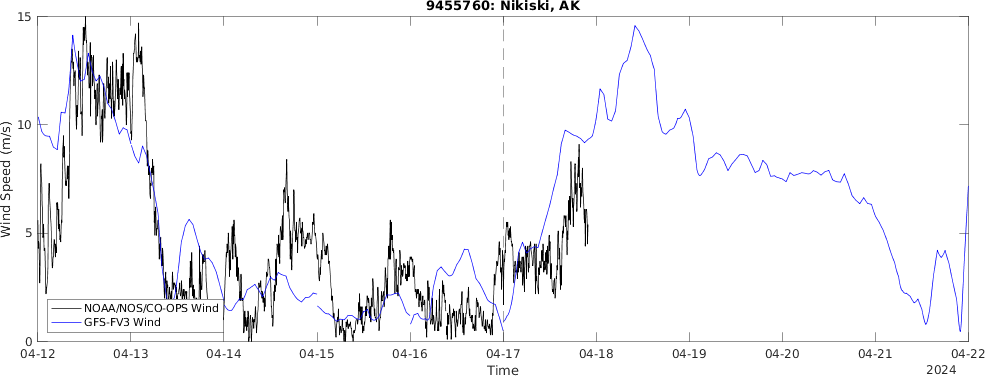 9455760: Nikiski, AK
15
10
5
0
Wind Speed (m/s)
NOAA/NOS/CO-OPS Wind
GFS-FV3 Wind
04-12 04-13 04-14 04-15 04-16 04-17 04-18 04-19 04-20 04-21 04-22
Time
2024